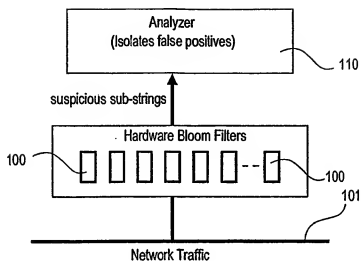 Analyzer
(Isolates false positives)
110
suspicious sub-strings
Hardware Bloom Filters
100
100
101
Network Traffic